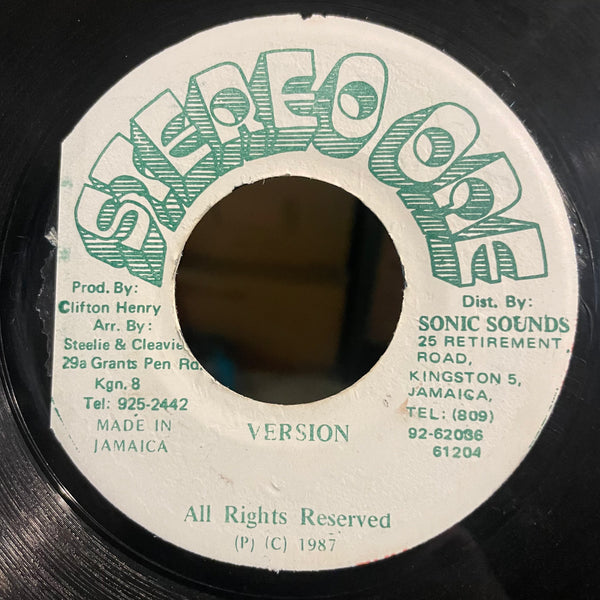 STEREO ONE
Prod. By:
Clifton Henry
Arr. By:
Steelie & Cleavie
29a Grants Pen Rd.
Kgn. 8
Tel: 925-2442
MADE IN
JAMAICA
Dist. By:
SONIC SOUNDS
25 RETIREMENT
ROAD,
KINGSTON 5,
JAMAICA,
TEL: (809)
92-62036
61204
VERSION
All Rights Reserved
(P) (C) 1987